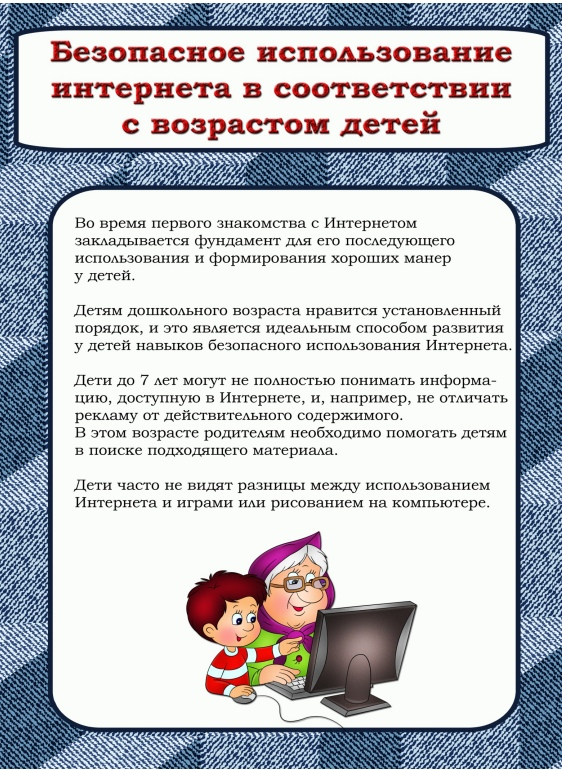 Безопасное использование
интернета в соответствии
с возрастом детей
Во время первого знакомства с Интернетом
закладывается фундамент для его последующего
использования и формирования хороших манер
у детей.
Детям дошкольного возраста нравится установленный
порядок, и это является идеальным способом развития
у детей навыков безопасного использования Интернета.
Дети до 7 лет могут не полностью понимать информа-
цию, доступную в Интернете, и, например, не отличать
рекламу от действительного содержимого.
В этом возрасте родителям необходимо помогать детям
в поиске подходящего материала.
Дети часто не видят разницы между использованием
Интернета и играми или рисованием на компьютере.